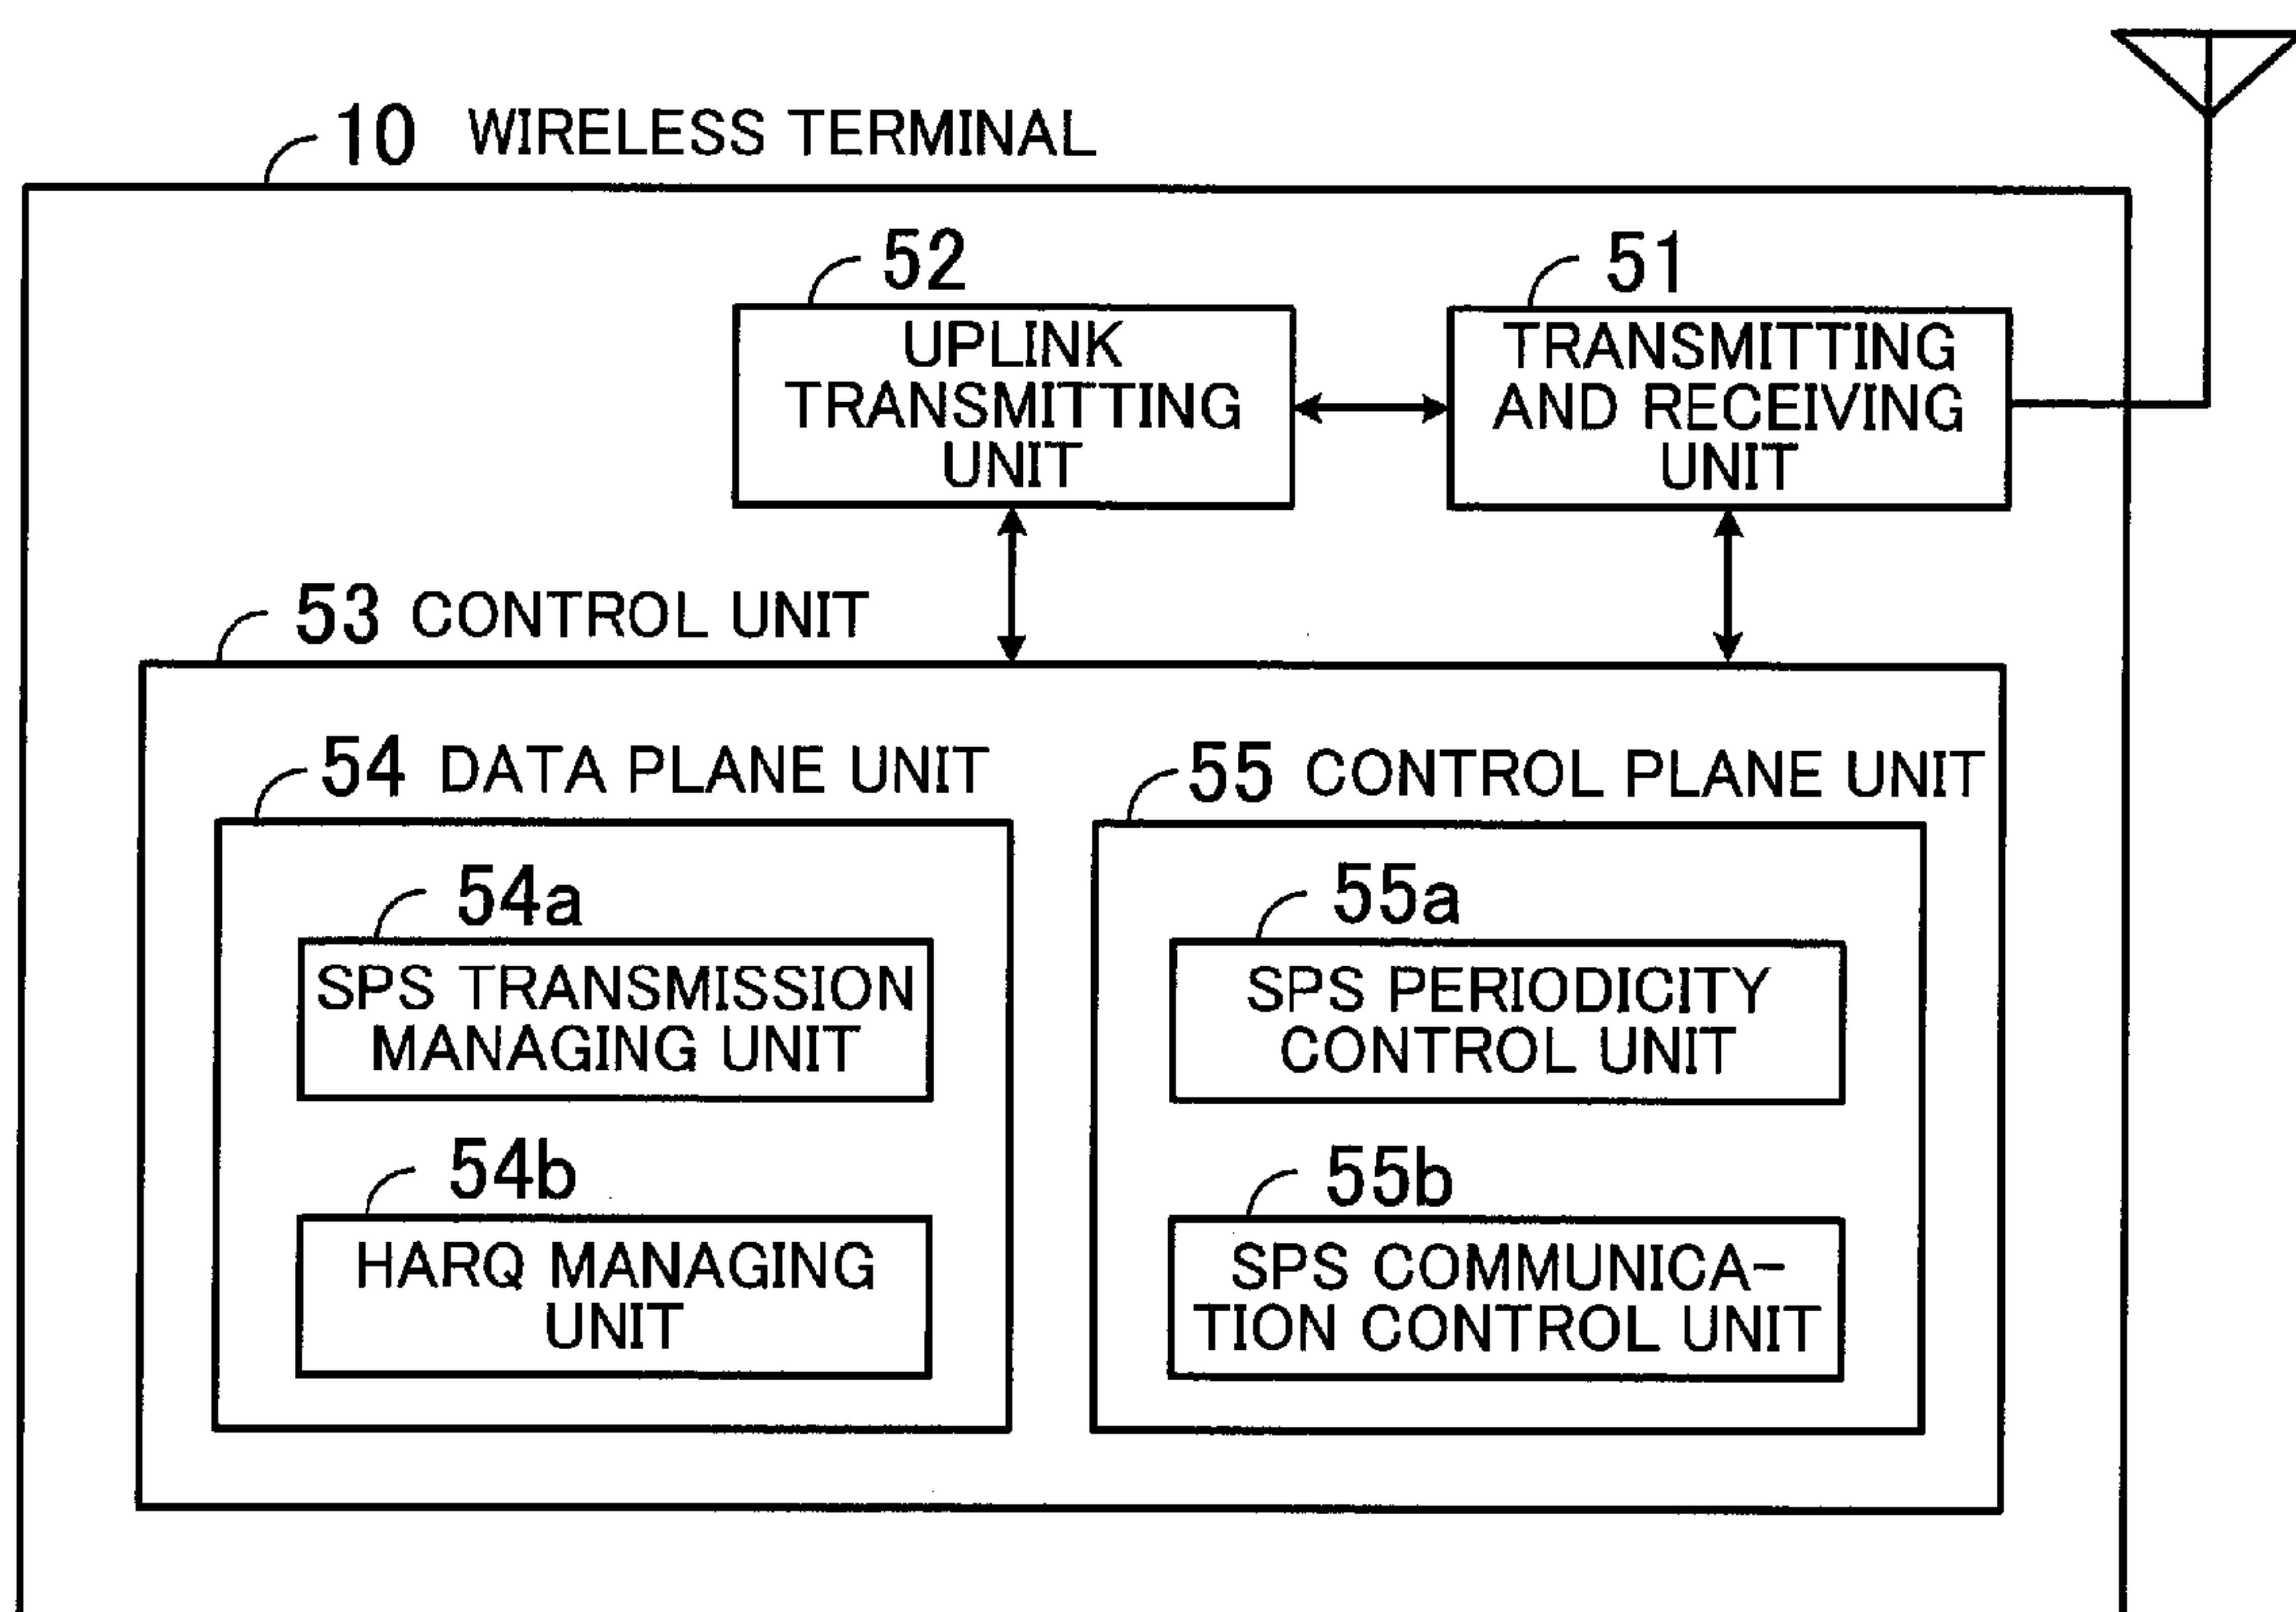 10 WIRELESS TERMINAL
52
51
UPLINK
TRANSMITTING
UNIT
TRANSMITTING
AND RECEIVING
UNIT
53 CONTROL UNIT
54 DATA PLANE UNIT
55 CONTROL PLANE UNIT
54a
SPS TRANSMISSION
MANAGING UNIT
54b
HARQ MANAGING
UNIT
55a
SPS PERIODICITY
CONTROL UNIT
55b
SPS COMMUNICA-
TION CONTROL UNIT